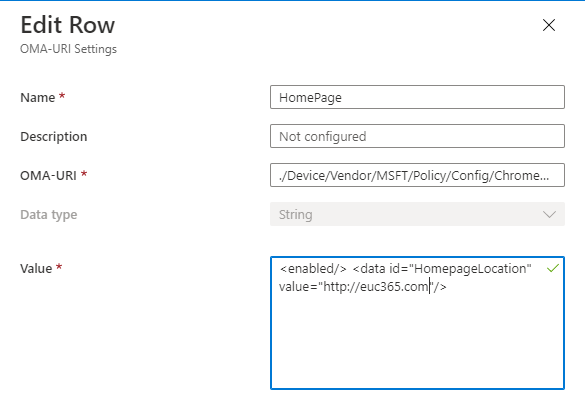 Edit Row
OMA-URI Settings
Name *
HomePage
Description
Not configured
OMA-URI *
./Device/Vendor/MSFT/Policy/Config/Chrome...
Data type
String
Value *
<enabled/> <data id="HomepageLocation"
value="http://euc365.com"/>